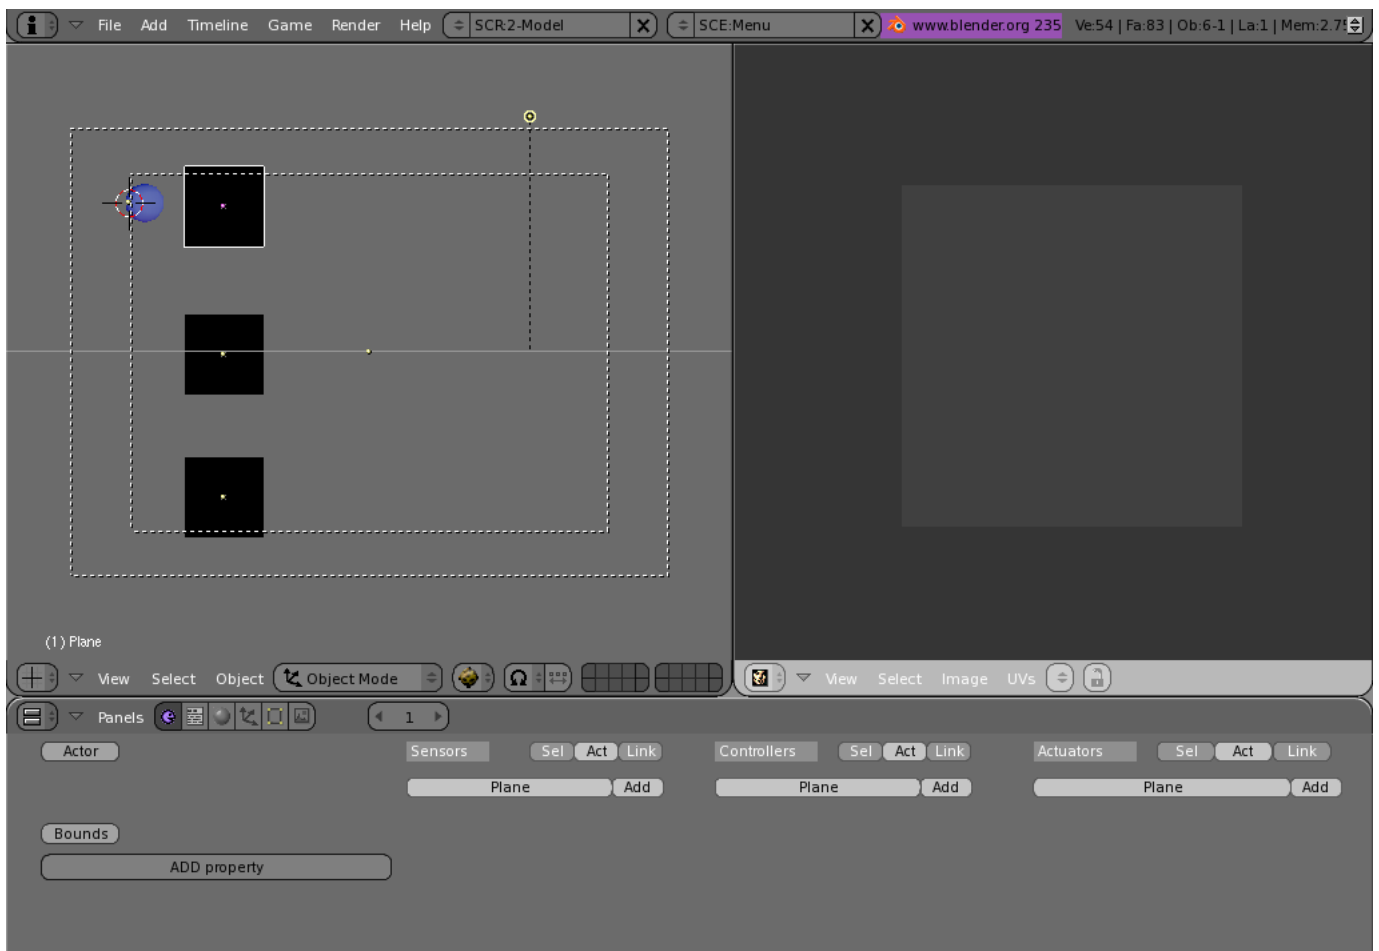 File Add Timeline Game Render Help SCR:2-Model X SCE:Menu X www.blender.org 235 Ve:54 | Fa:83 | Ob:6-1 | La:1 | Mem:2.7
(1) Plane
View Select Object Object Mode
View Select Image UVs
Panels 1
Actor Sensors Sel Act Link Controllers Sel Act Link Actuators Sel Act Link
Plane Add Plane Add Plane Add
Bounds
ADD property